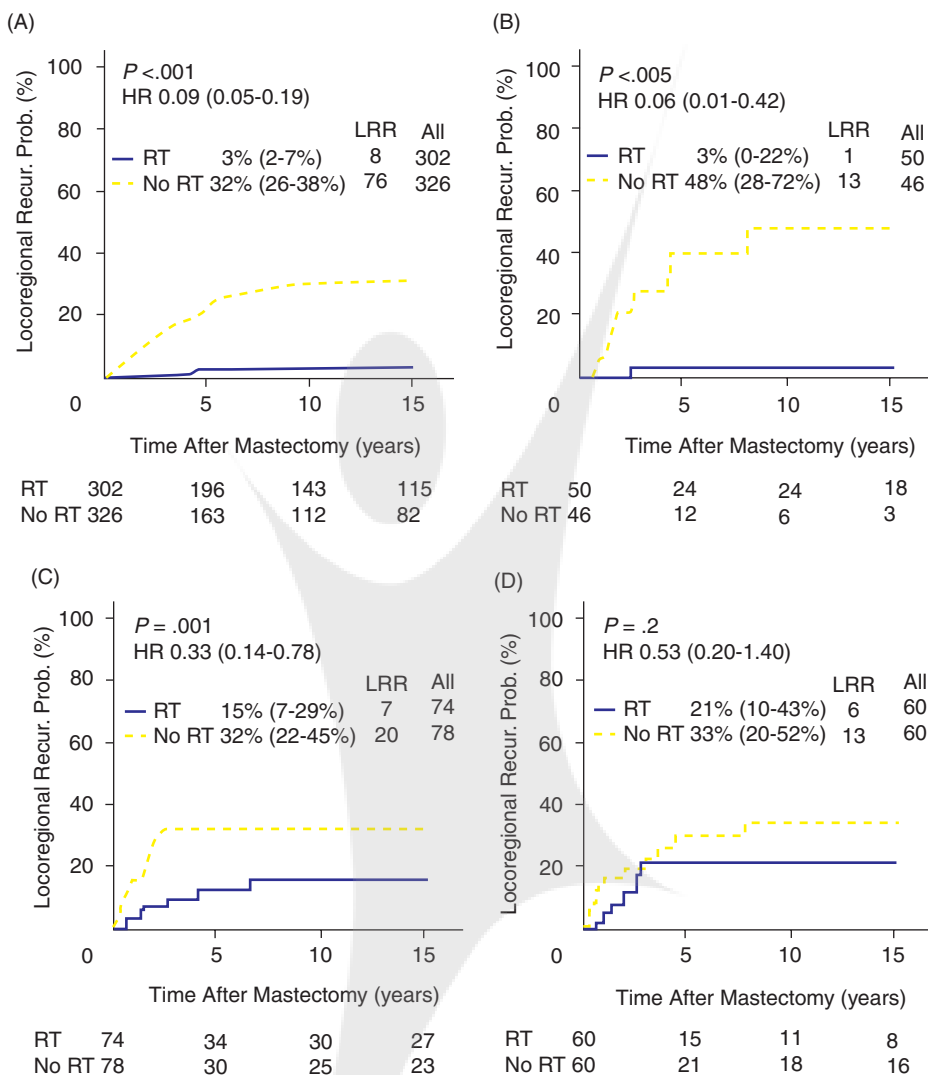 (A)
Locoregional Recur. Prob. (%)
100
80
60
40
20
0
P <.001
HR 0.09 (0.05-0.19)
LRR All
RT 3% (2-7%) 8 302
No RT 32% (26-38%) 76 326
5 10 15
Time After Mastectomy (years)
RT 302 196 143 115
No RT 326 163 112 82
(B)
Locoregional Recur. Prob. (%)
100
80
60
40
20
0
P <.005
HR 0.06 (0.01-0.42)
LRR All
RT 3% (0-22%) 1 50
No RT 48% (28-72%) 13 46
5 10 15
Time After Mastectomy (years)
RT 50 24 24 18
No RT 46 12 6 3
(C)
Locoregional Recur. Prob. (%)
100
80
60
40
20
0
P = .001
HR 0.33 (0.14-0.78)
LRR All
RT 15% (7-29%) 7 74
No RT 32% (22-45%) 20 78
5 10 15
Time After Mastectomy (years)
RT 74 34 30 27
No RT 78 30 25 23
(D)
Locoregional Recur. Prob. (%)
100
80
60
40
20
0
P = .2
HR 0.53 (0.20-1.40)
LRR All
RT 21% (10-43%) 6 60
No RT 33% (20-52%) 13 60
5 10 15
Time After Mastectomy (years)
RT 60 15 11 8
No RT 60 21 18 16